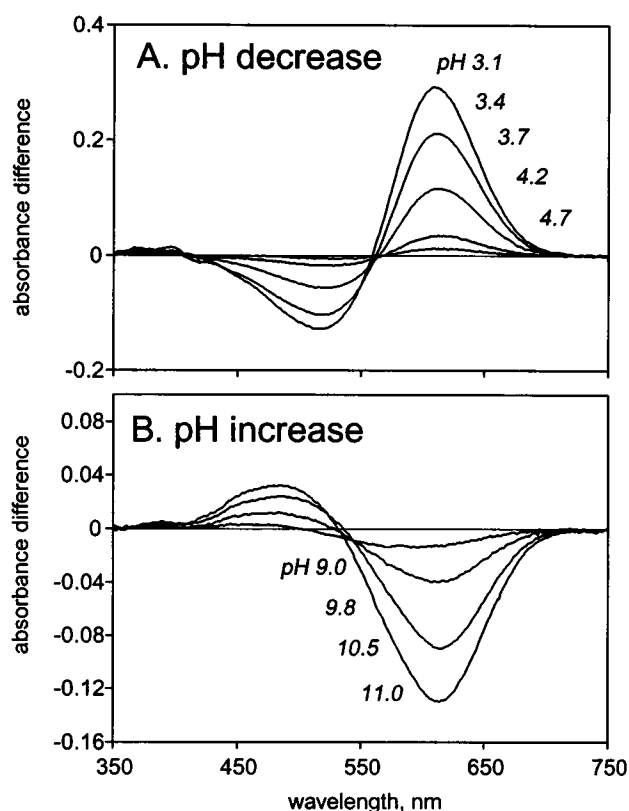 0.4
A. pH decrease
pH 3.1
3.4
3.7
4.2
4.7
0.2
0
-0.2
absorbance difference
B. pH increase
0.08
0.04
0
-0.04
-0.08
-0.12
-0.16
pH 9.0
9.8
10.5
11.0
absorbance difference
350 450 550 650 750
wavelength, nm